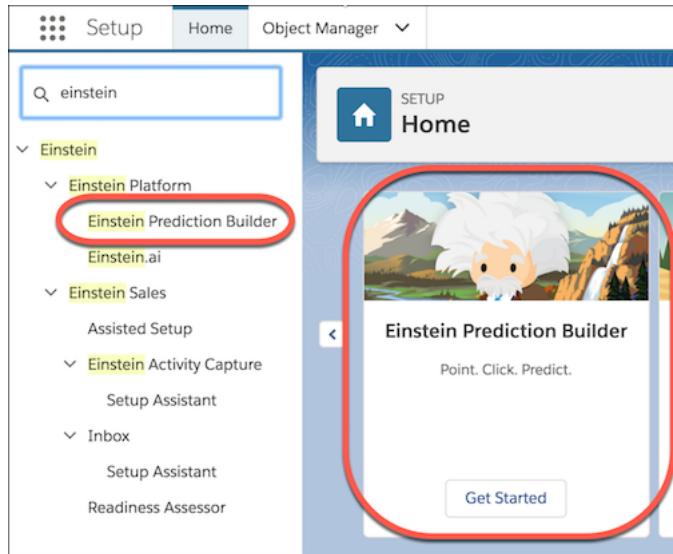 Setup
Home
Object Manager
einstein
Einstein
Einstein Platform
Einstein Prediction Builder
Einstein.ai
Einstein Sales
Assisted Setup
Einstein Activity Capture
Setup Assistant
Inbox
Setup Assistant
Readiness Assessor
SETUP
Home
Einstein Prediction Builder
Point. Click. Predict.
Get Started